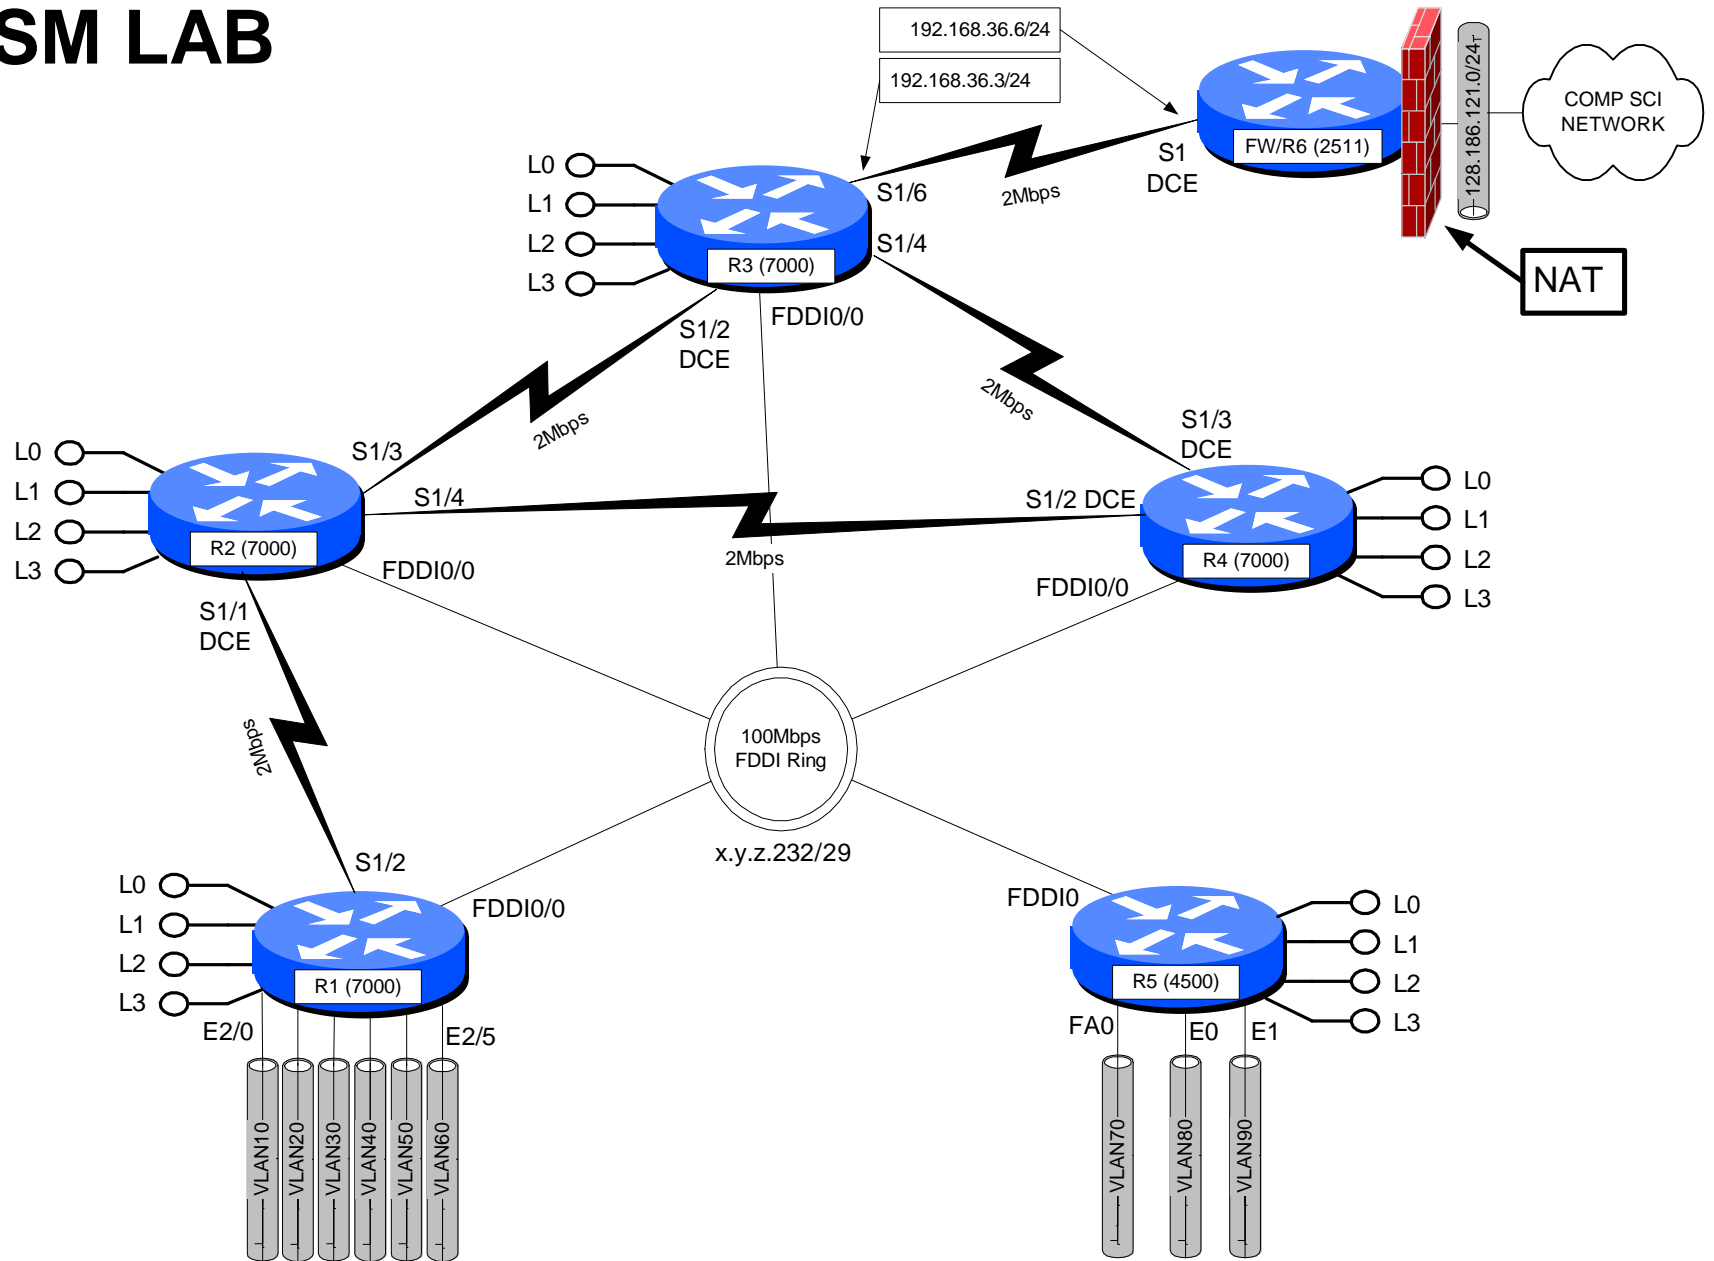 SM LAB
192.168.36.6/24
192.168.36.3/24
128.186.121.0/24
COMP SCI
NETWORK
FW/R6 (2511)
S1
DCE
2Mbps
NAT
L0
L1
L2
L3
S1/6
S1/4
R3 (7000)
S1/2
DCE
FDDI0/0
2Mbps
2Mbps
S1/3
DCE
L0
L1
L2
L3
S1/3
S1/4
R2 (7000)
FDDI0/0
S1/1
DCE
2Mbps
S1/2 DCE
R4 (7000)
FDDI0/0
L0
L1
L2
L3
2Mbps
100Mbps
FDDI Ring
x.y.z.232/29
S1/2
FDDI0/0
L0
L1
L2
L3
R1 (7000)
E2/0
E2/5
VLAN10
VLAN20
VLAN30
VLAN40
VLAN50
VLAN60
FDDI0
R5 (4500)
L0
L1
L2
L3
FA0
E0
E1
VLAN70
VLAN80
VLAN90